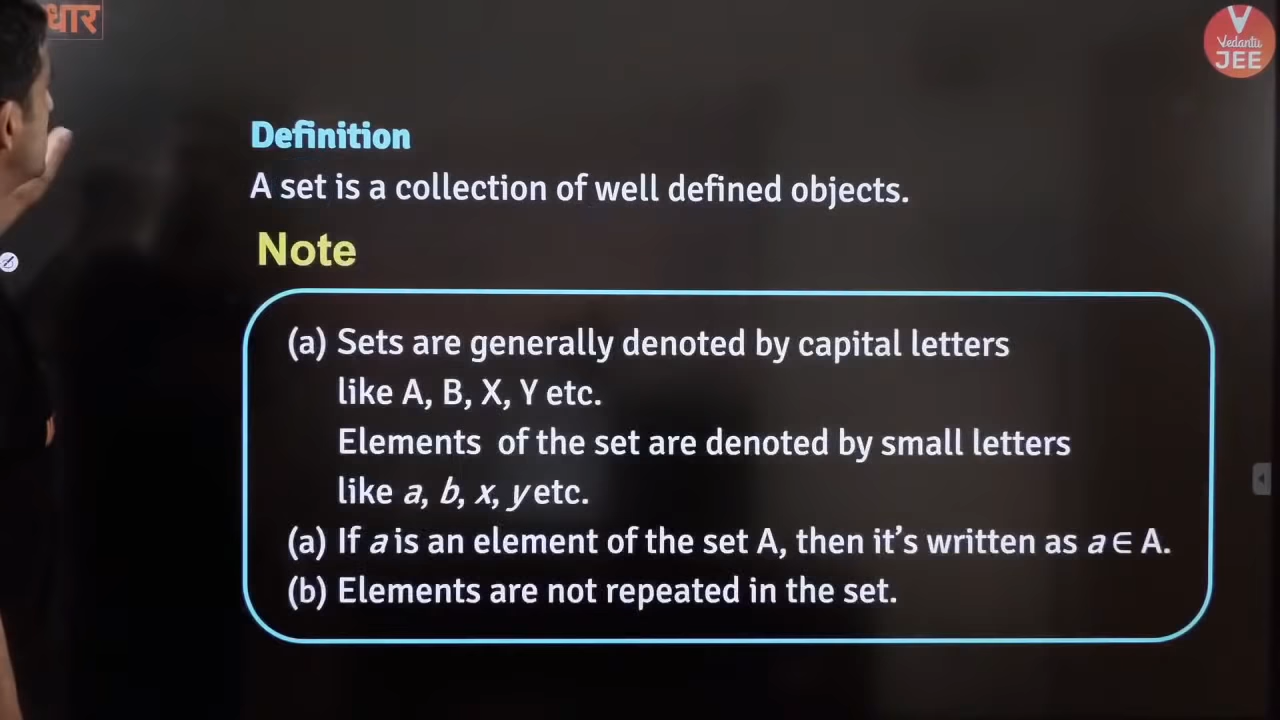 धार
Vedantu
JEE
Definition
A set is a collection of well defined objects.
Note
(a) Sets are generally denoted by capital letters
like A, B, X, Y etc.
Elements of the set are denoted by small letters
like a, b, x, y etc.
(a) If a is an element of the set A, then it’s written as a ∈ A.
(b) Elements are not repeated in the set.